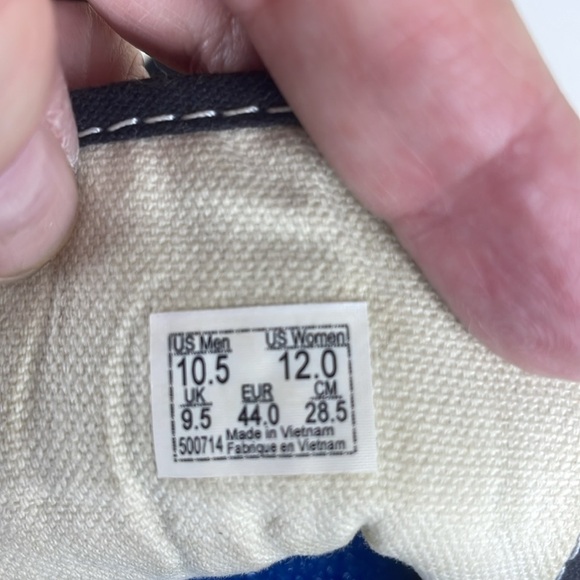 US Men US Women
10.5 12.0
UK EUR CM
9.5 44.0 28.5
Made in Vietnam
500714 Fabrique en Vietnam